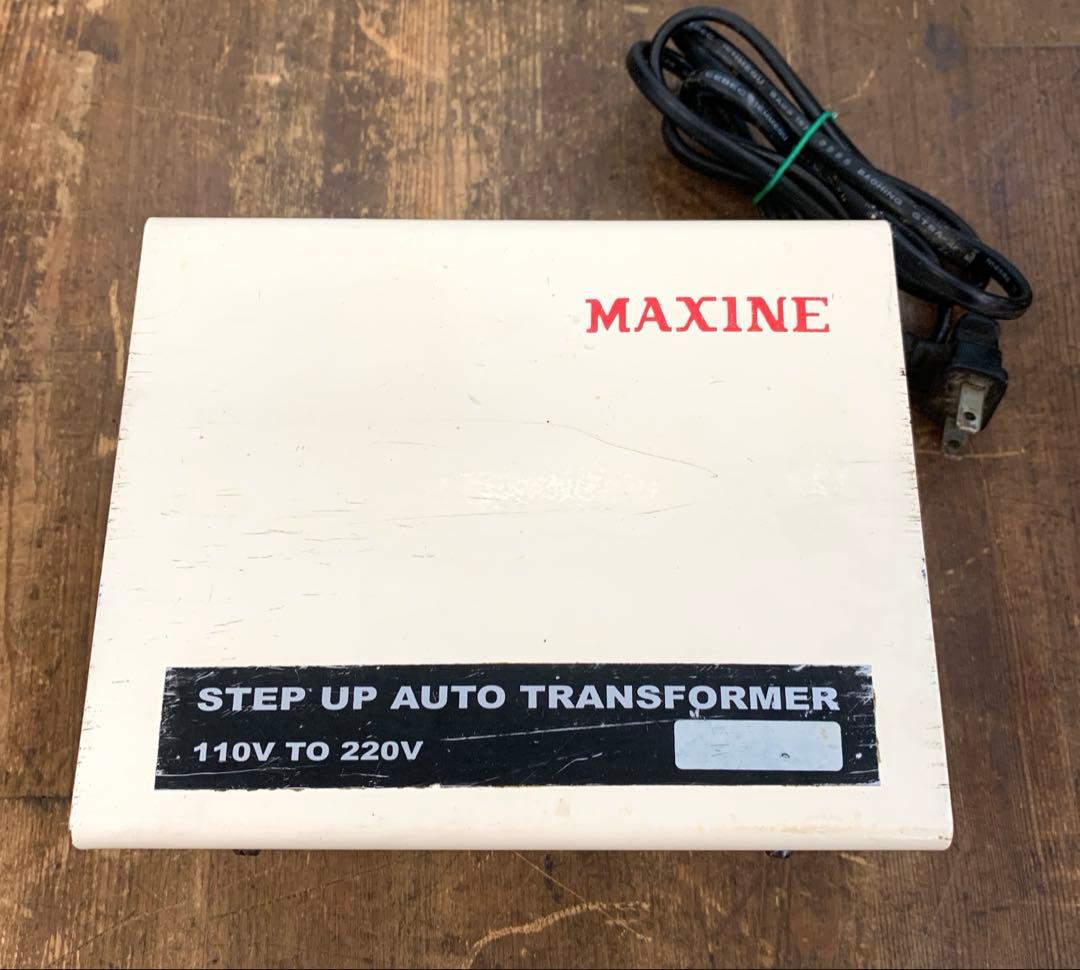 MAXINE
STEP UP AUTO TRANSFORMER
110V TO 220V